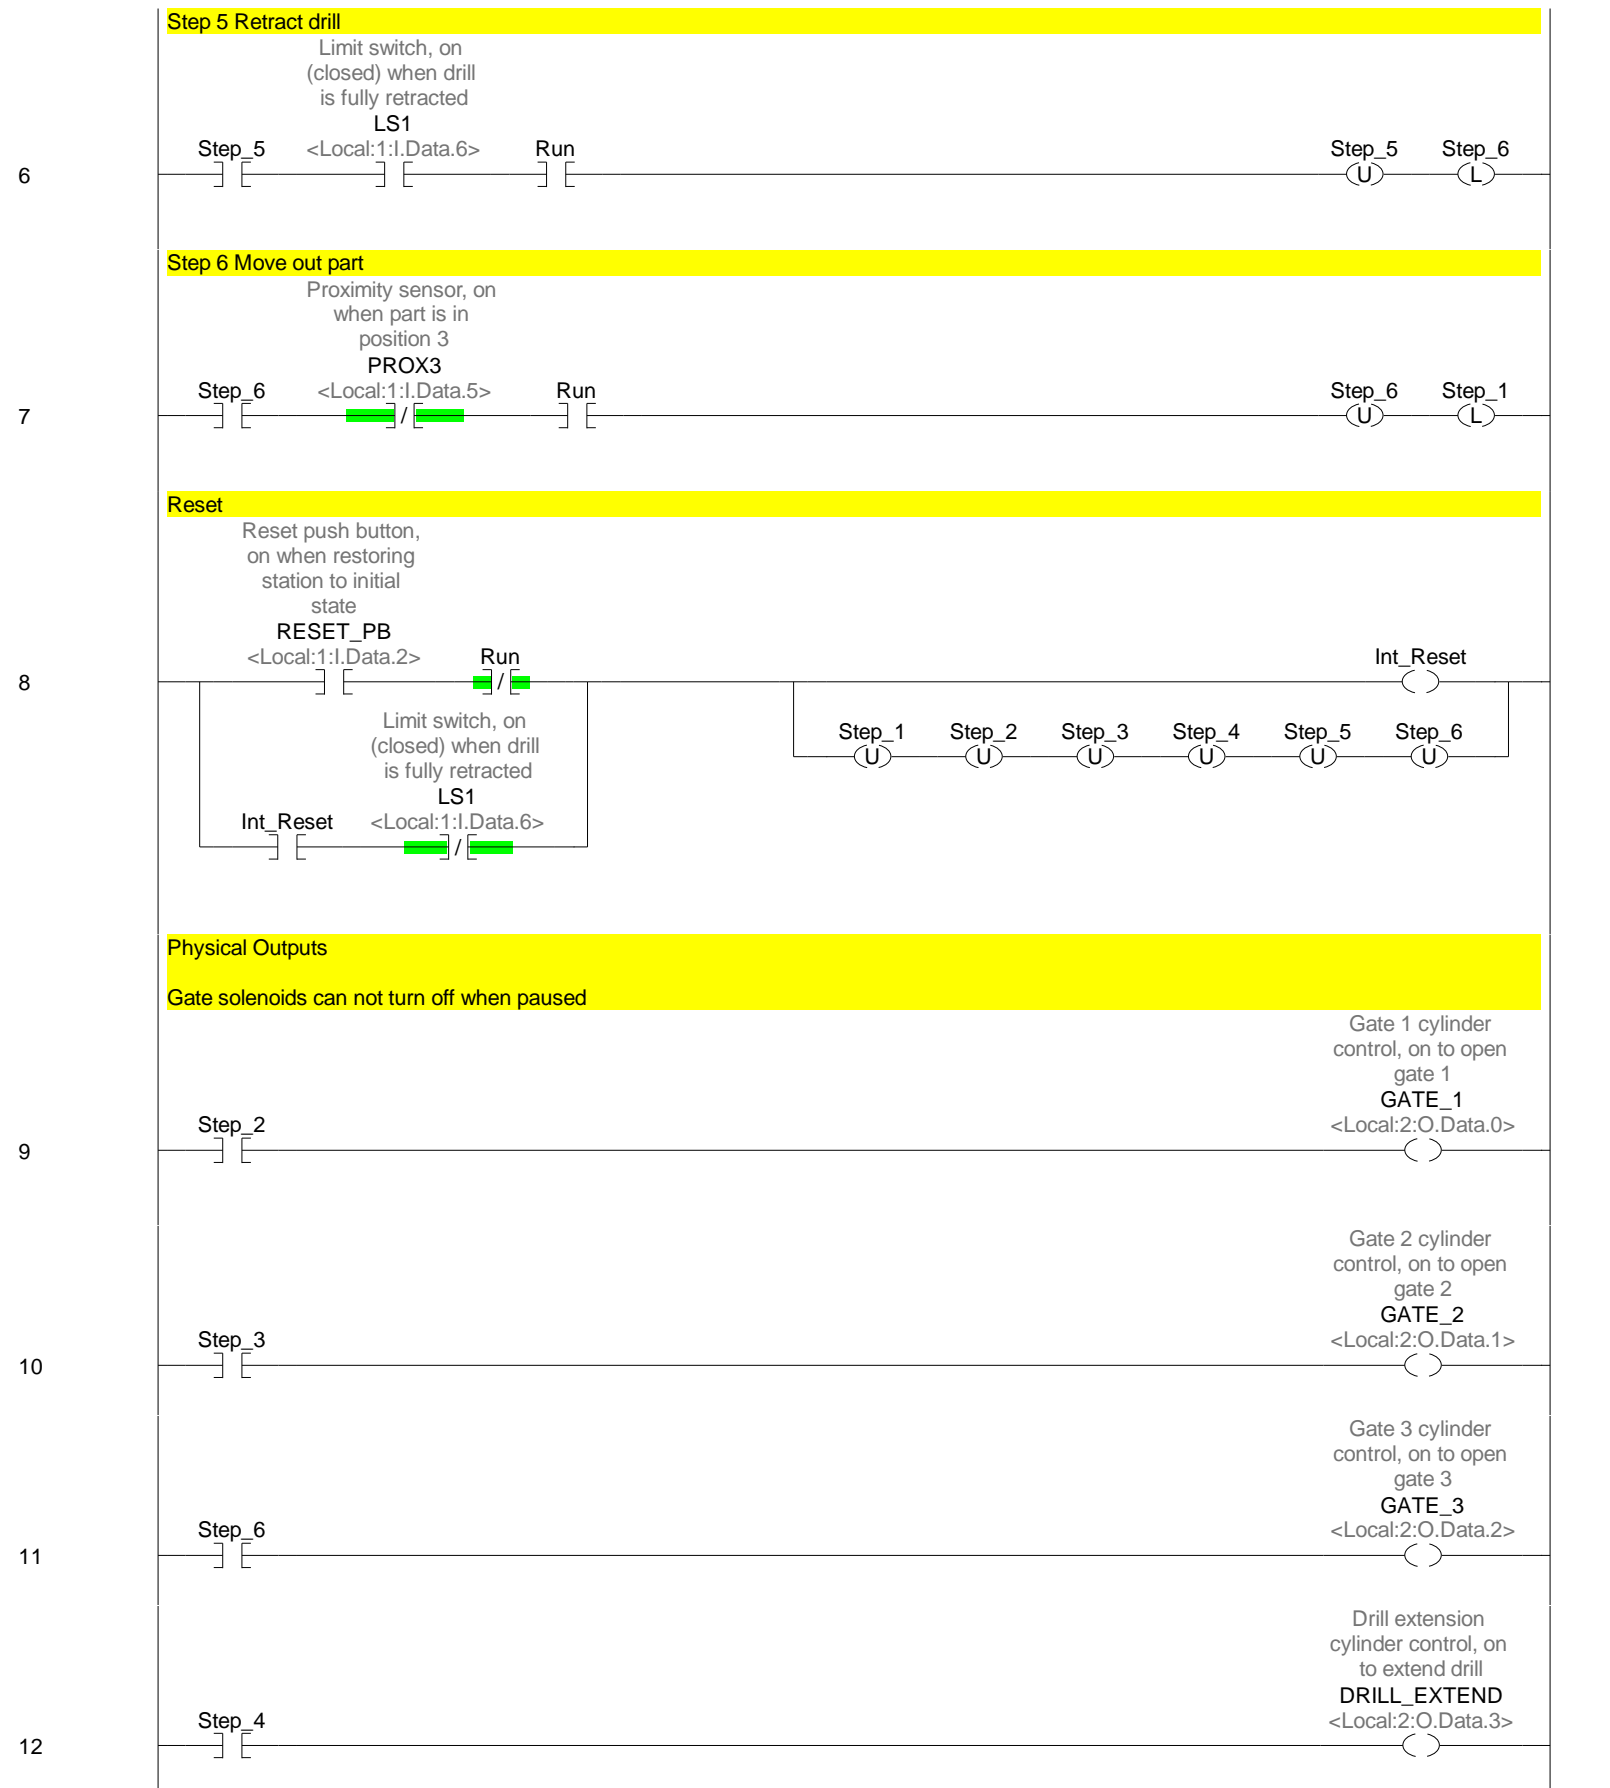 Step 5 Retract drill
Limit switch, on
(closed) when drill
is fully retracted
LS1
Step_5 <Local:1:I.Data.6> Run Step_5 Step_6
6 U L
Step 6 Move out part
Proximity sensor, on
when part is in
position 3
PROX3
Step_6 <Local:1:I.Data.5> Run Step_6 Step_1
7 / U L
Reset
Reset push button,
on when restoring
station to initial
state
RESET_PB
<Local:1:I.Data.2> Run Int_Reset
8 /
Limit switch, on
(closed) when drill
is fully retracted
LS1
Int_Reset <Local:1:I.Data.6>
/
Step_1 Step_2 Step_3 Step_4 Step_5 Step_6
U U U U U U
Physical Outputs
Gate solenoids can not turn off when paused
Gate 1 cylinder
control, on to open
gate 1
GATE_1
Step_2 <Local:2:O.Data.0>
9
Gate 2 cylinder
control, on to open
gate 2
GATE_2
Step_3 <Local:2:O.Data.1>
10
Gate 3 cylinder
control, on to open
gate 3
GATE_3
Step_6 <Local:2:O.Data.2>
11
Drill extension
cylinder control, on
to extend drill
DRILL_EXTEND
Step_4 <Local:2:O.Data.3>
12